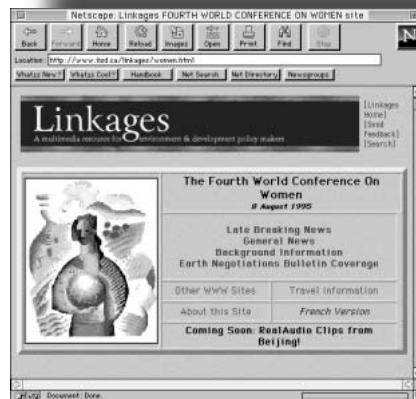 Netscape: Linkages FOURTH WORLD CONFERENCE ON WOMEN site
Back Forward Home Reload Images Open Print Find Stop
N
Location: http://www.iisd.ca/linkages/women.html
What's New? What's Cool? Handbook Net Search Net Directory Newsgroups
Linkages
A multimedia resource for environment & development policy makers
[Linkages
Home]
[Send
Feedback]
[Search]
The Fourth World Conference On
Women
8 August 1995
Late Breaking News
General News
Background Information
Earth Negotiations Bulletin Coverage
Other WWW Sites Travel Information
About this Site French Version
Coming Soon: RealAudio Clips from
Beijing!
Document: Done.